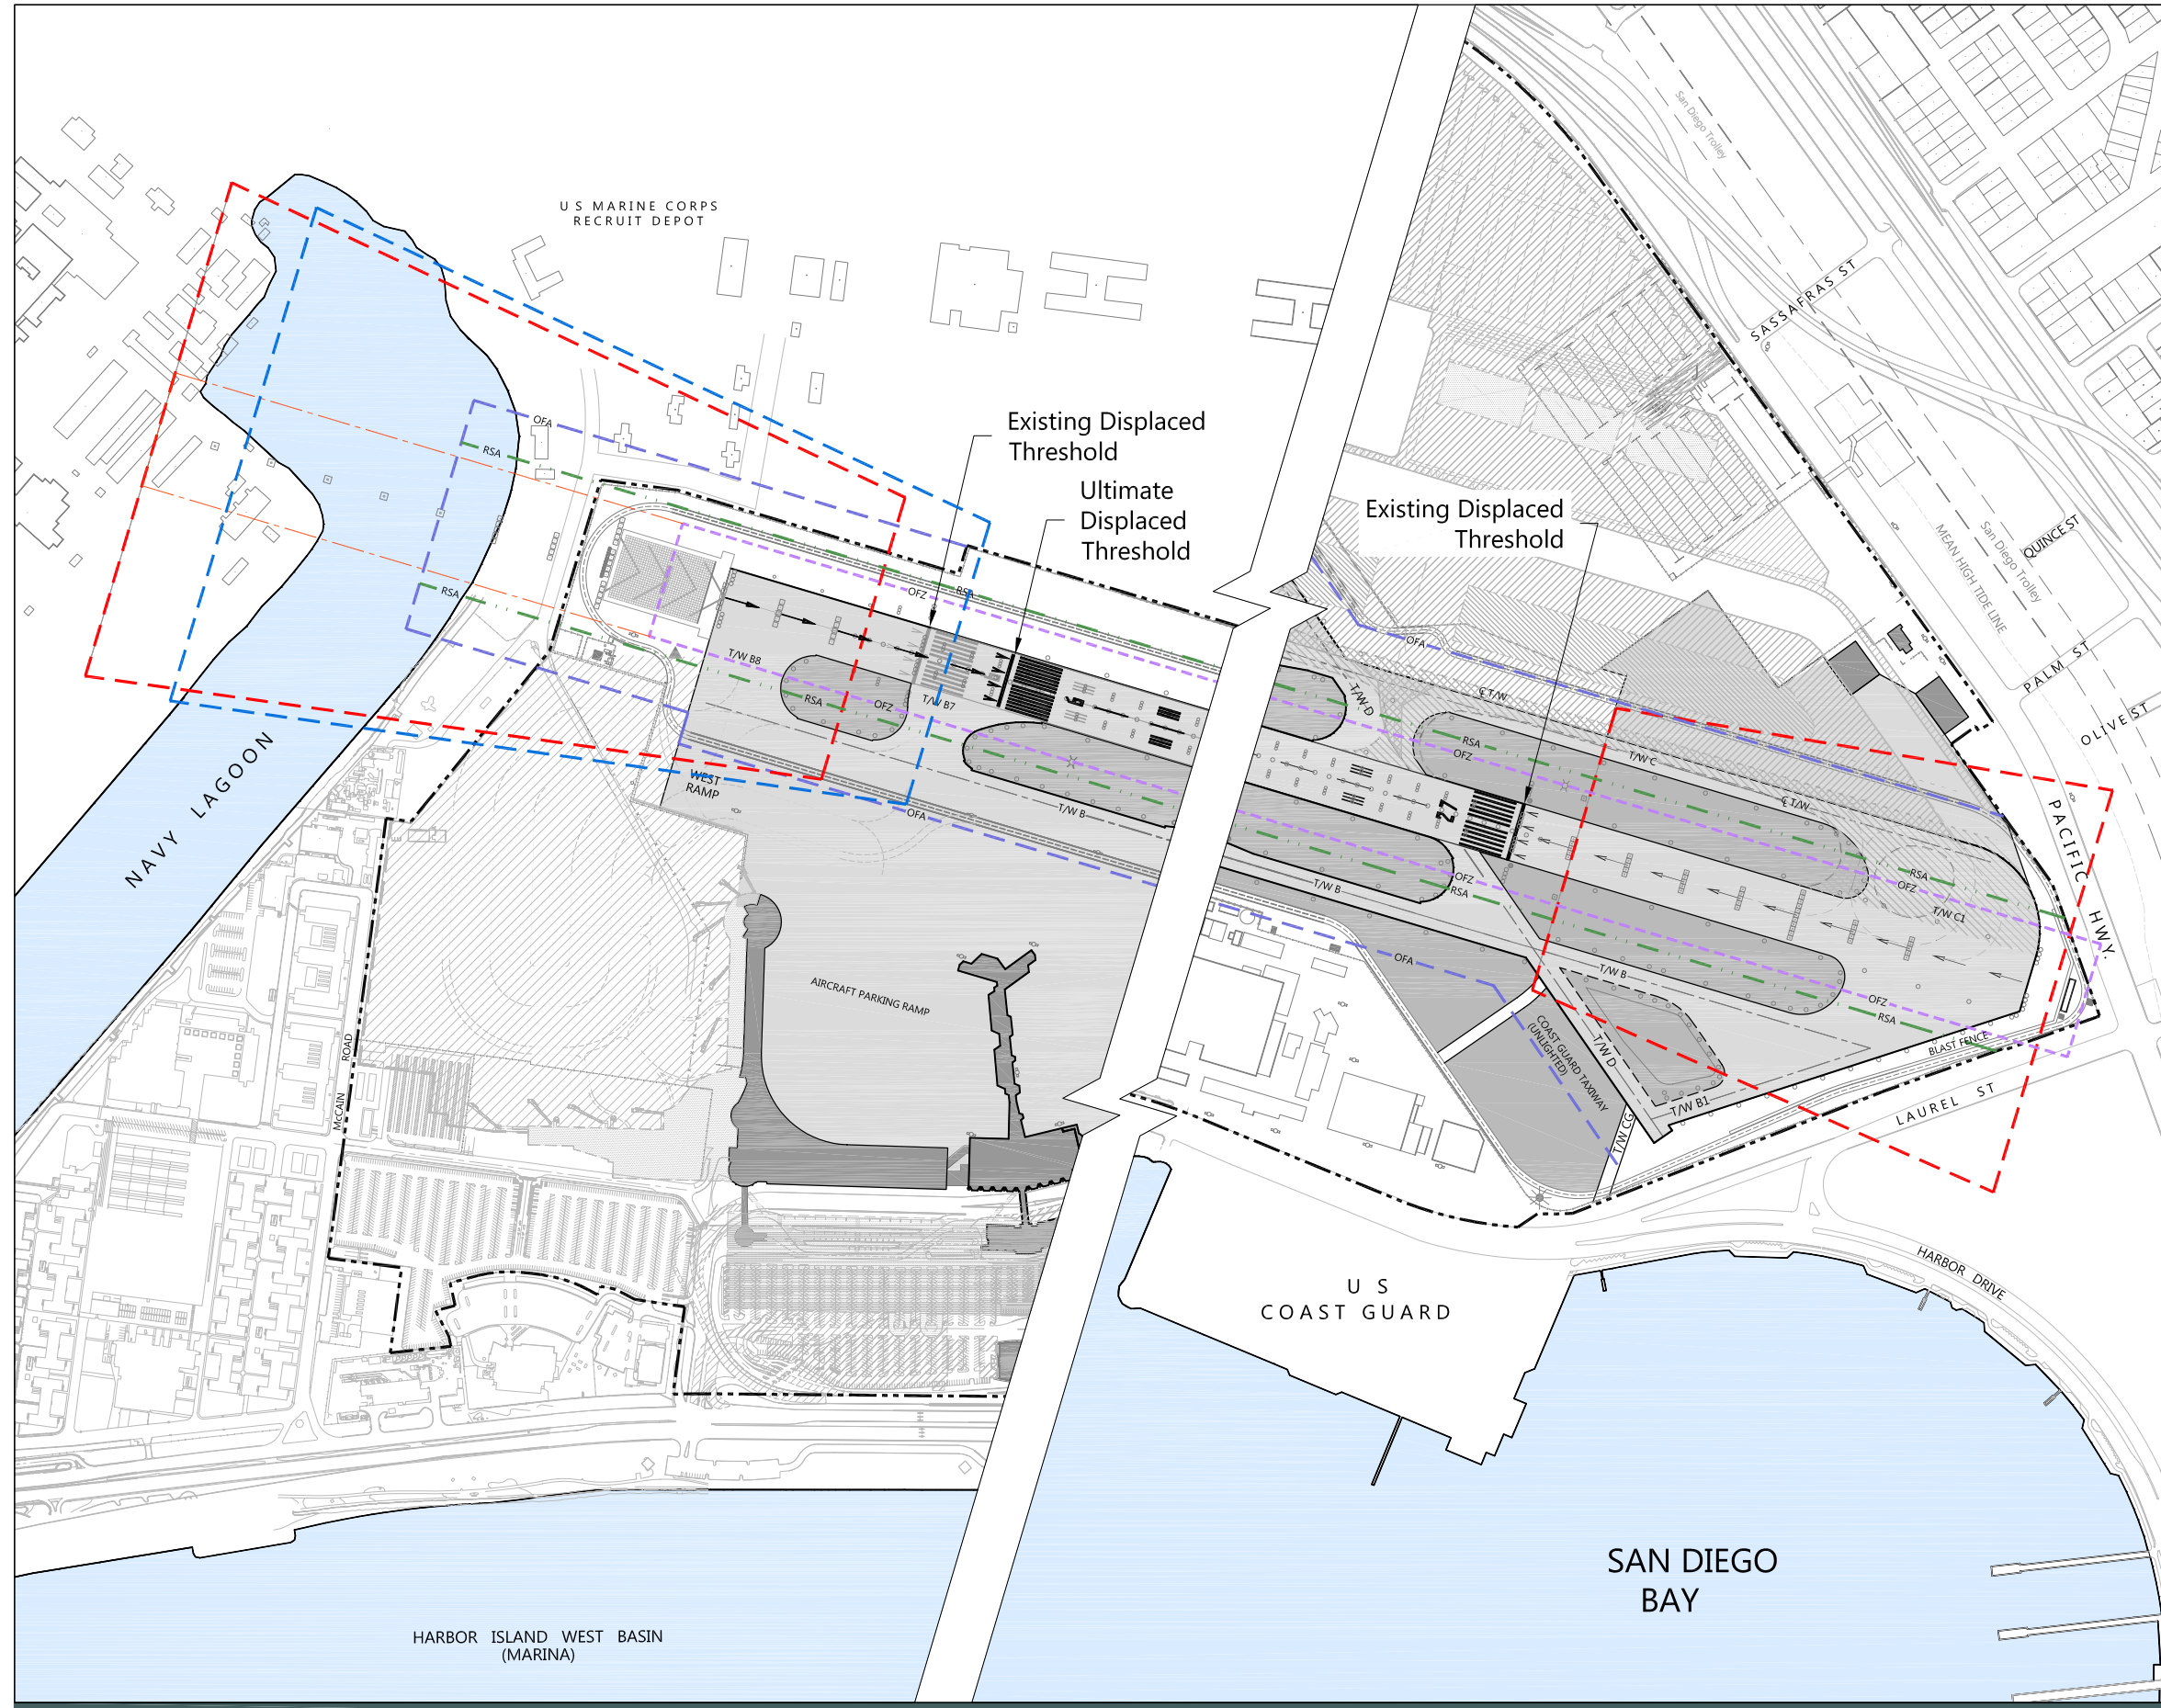 U S MARINE CORPS
RECRUIT DEPOT
San Diego Trolley
SASSAFRAS ST
Existing Displaced
Threshold
Ultimate
Displaced
Threshold
Existing Displaced
Threshold
OFA
RSA
RSA
OFZ
RSA
T/W B8
T/W B7
RSA
OFZ
9
WEST
RAMP
OFA
T/W B
NAVY LAGOON
AIRCRAFT PARKING RAMP
McCAIN ROAD
MEAN HIGH TIDE LINE
San Diego Trolley
QUINCE ST
PALM ST
OLIVE ST
PACIFIC HWY.
OFA
T/W D
℄ T/W
RSA
OFZ
T/W C
℄ T/W
27
RSA
OFZ
T/W C1
OFZ
RSA
T/W B
T/W B
OFA
OFZ
RSA
COAST GUARD TAXIWAY
(UNLIGHTED)
T/W D
T/W CG
T/W B1
BLAST FENCE
LAUREL ST
HARBOR DRIVE
U S
COAST GUARD
SAN DIEGO
BAY
HARBOR ISLAND WEST BASIN
(MARINA)